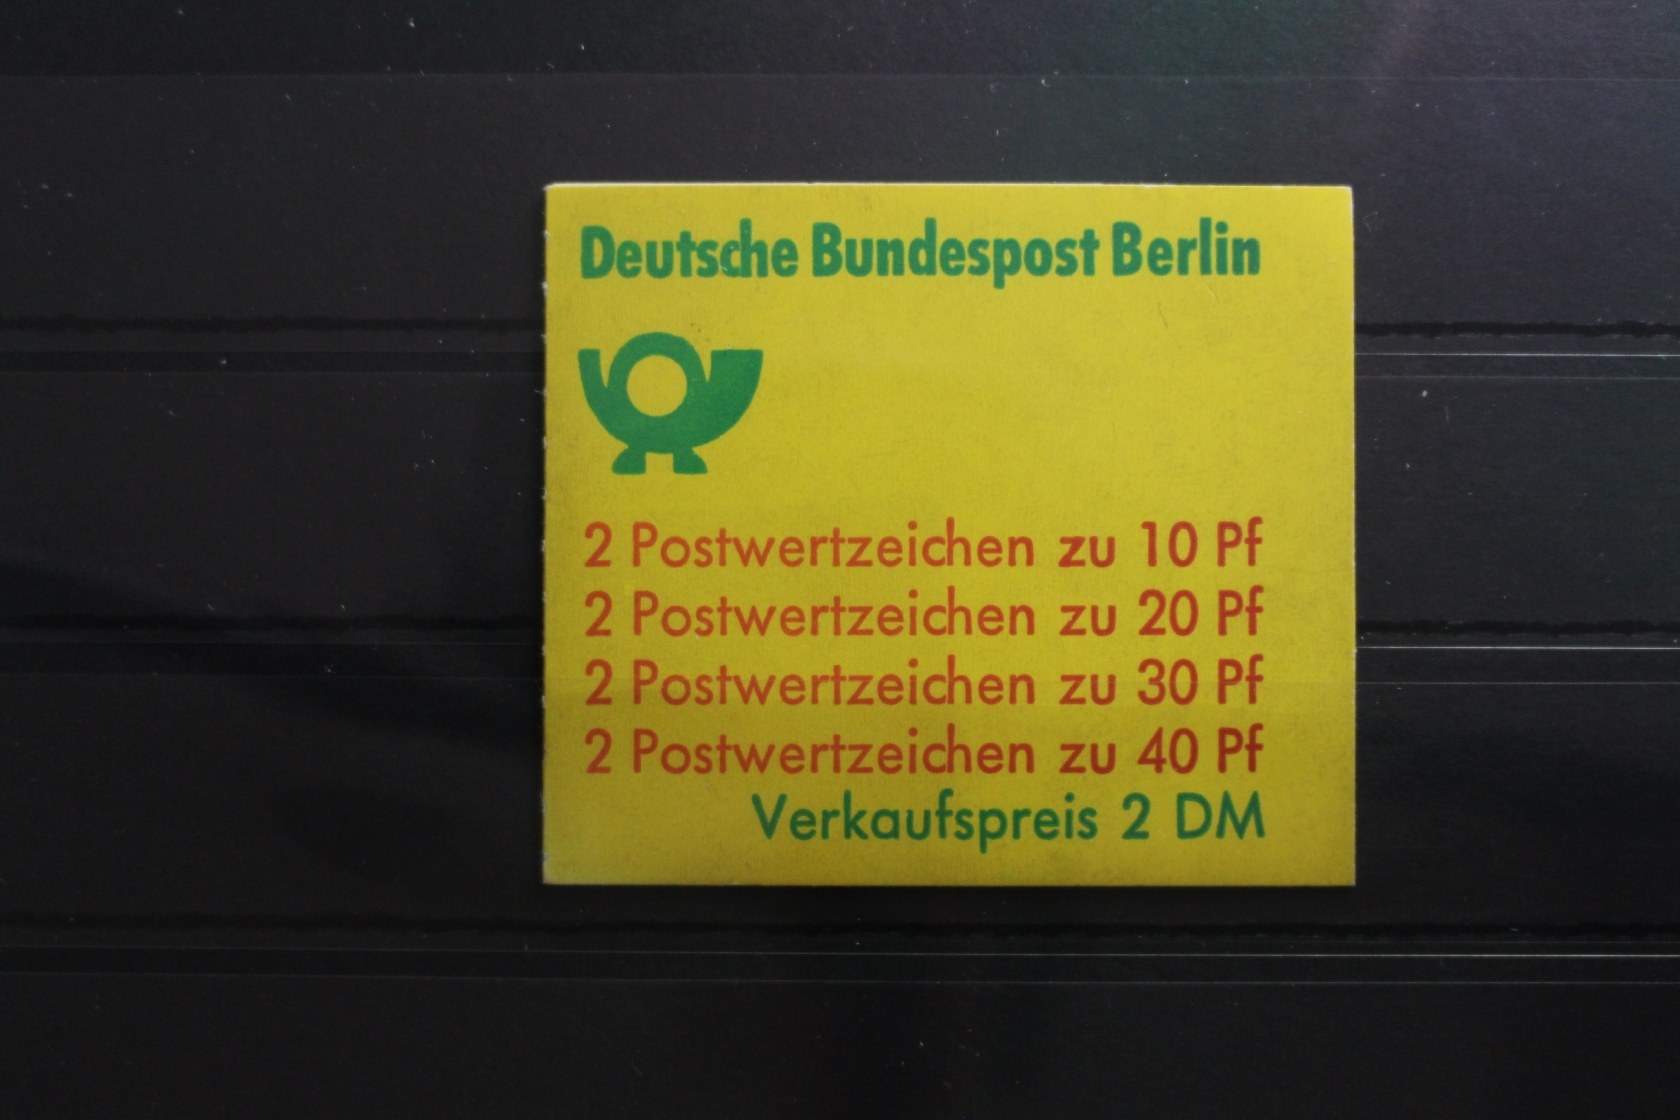 Deutsche Bundespost Berlin
2 Postwertzeichen zu 10 Pf
2 Postwertzeichen zu 20 Pf
2 Postwertzeichen zu 30 Pf
2 Postwertzeichen zu 40 Pf
Verkaufspreis 2 DM